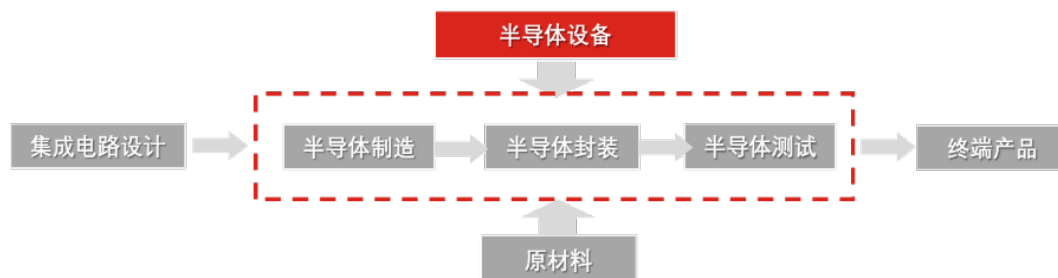 半导体设备
集成电路设计
半导体制造
半导体封装
半导体测试
终端产品
原材料